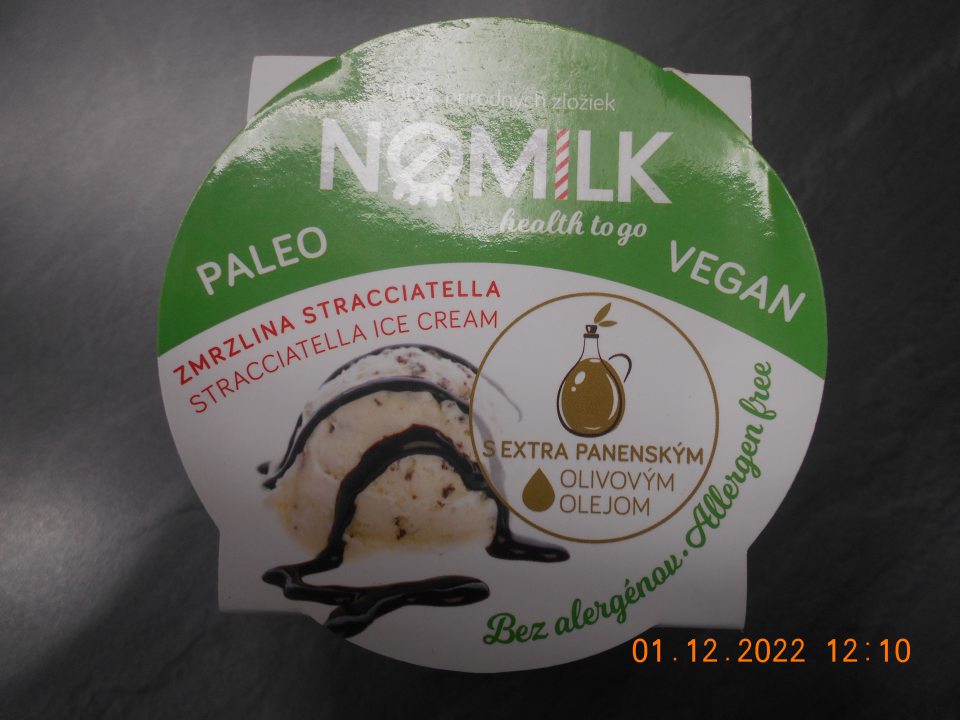 100% prírodných zložiek
NOMILK
health to go
PALEO
VEGAN
ZMRZLINA STRACCIATELLA
STRACCIATELLA ICE CREAM
S EXTRA PANENSKÝM
OLIVOVÝM
OLEJOM
Bez alergénov. Allergen free
01.12.2022 12:10